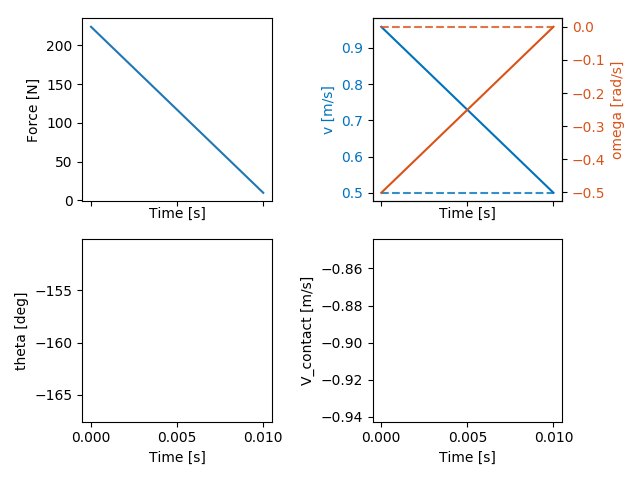 Force [N]
200
150
100
50
0
Time [s]
v [m/s]
0.9
0.8
0.7
0.6
0.5
0.0
−0.1
−0.2
−0.3
−0.4
−0.5
omega [rad/s]
Time [s]
theta [deg]
−155
−160
−165
0.000 0.005 0.010
Time [s]
V_contact [m/s]
−0.86
−0.88
−0.90
−0.92
−0.94
0.000 0.005 0.010
Time [s]